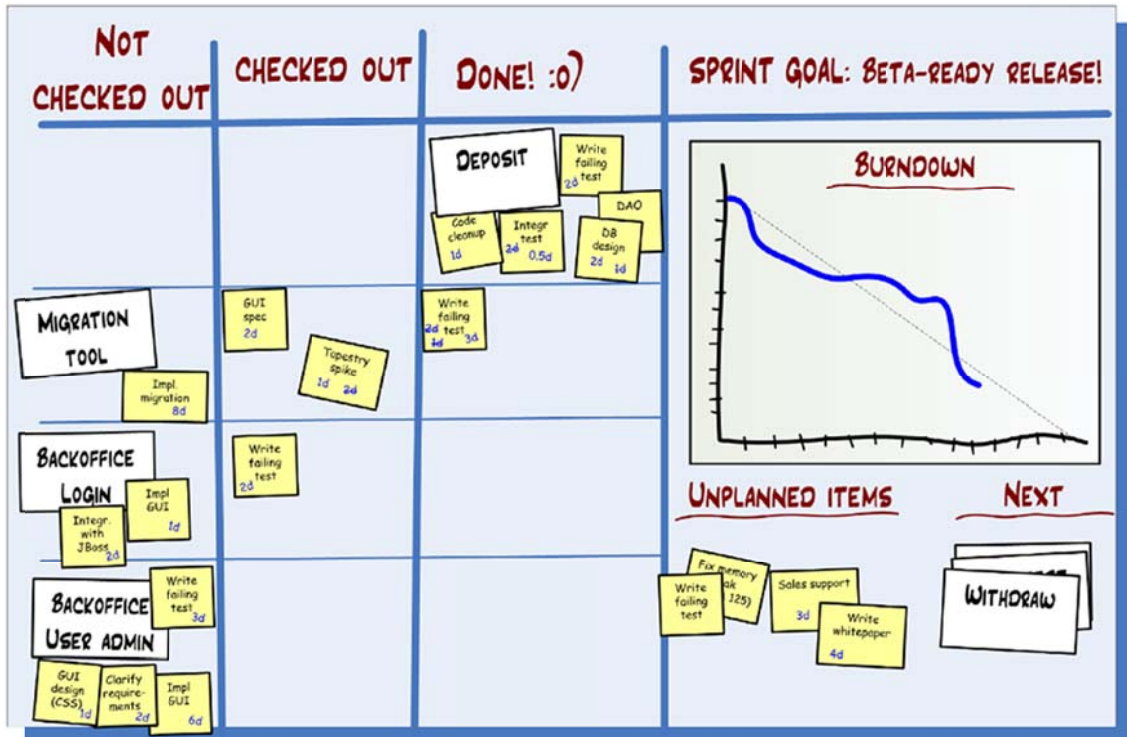 NOT
CHECKED OUT
CHECKED OUT
DONE! :o)
SPRINT GOAL: BETA-READY RELEASE!
DEPOSIT
Write
failing
test
2d
Code
cleanup
1d
Integr
test
2d 0.5d
DAO
DB
design
2d 1d
BURNDOWN
MIGRATION
TOOL
Impl.
migration
8d
GUI
spec
2d
Tapestry
spike
1d 2d
Write
failing
2d test
1d 3d
BACKOFFICE
LOGIN
Impl
GUI
1d
Integr.
with
JBoss
2d
Write
failing
test
2d
BACKOFFICE
USER ADMIN
Write
failing
test
3d
GUI
design
(CSS)
1d
Clarify
require-
ments
2d
Impl
GUI
6d
UNPLANNED ITEMS
Fix memory
125)
Write
failing
test
Sales support
3d
Write
whitepaper
4d
NEXT
WITHDRAW